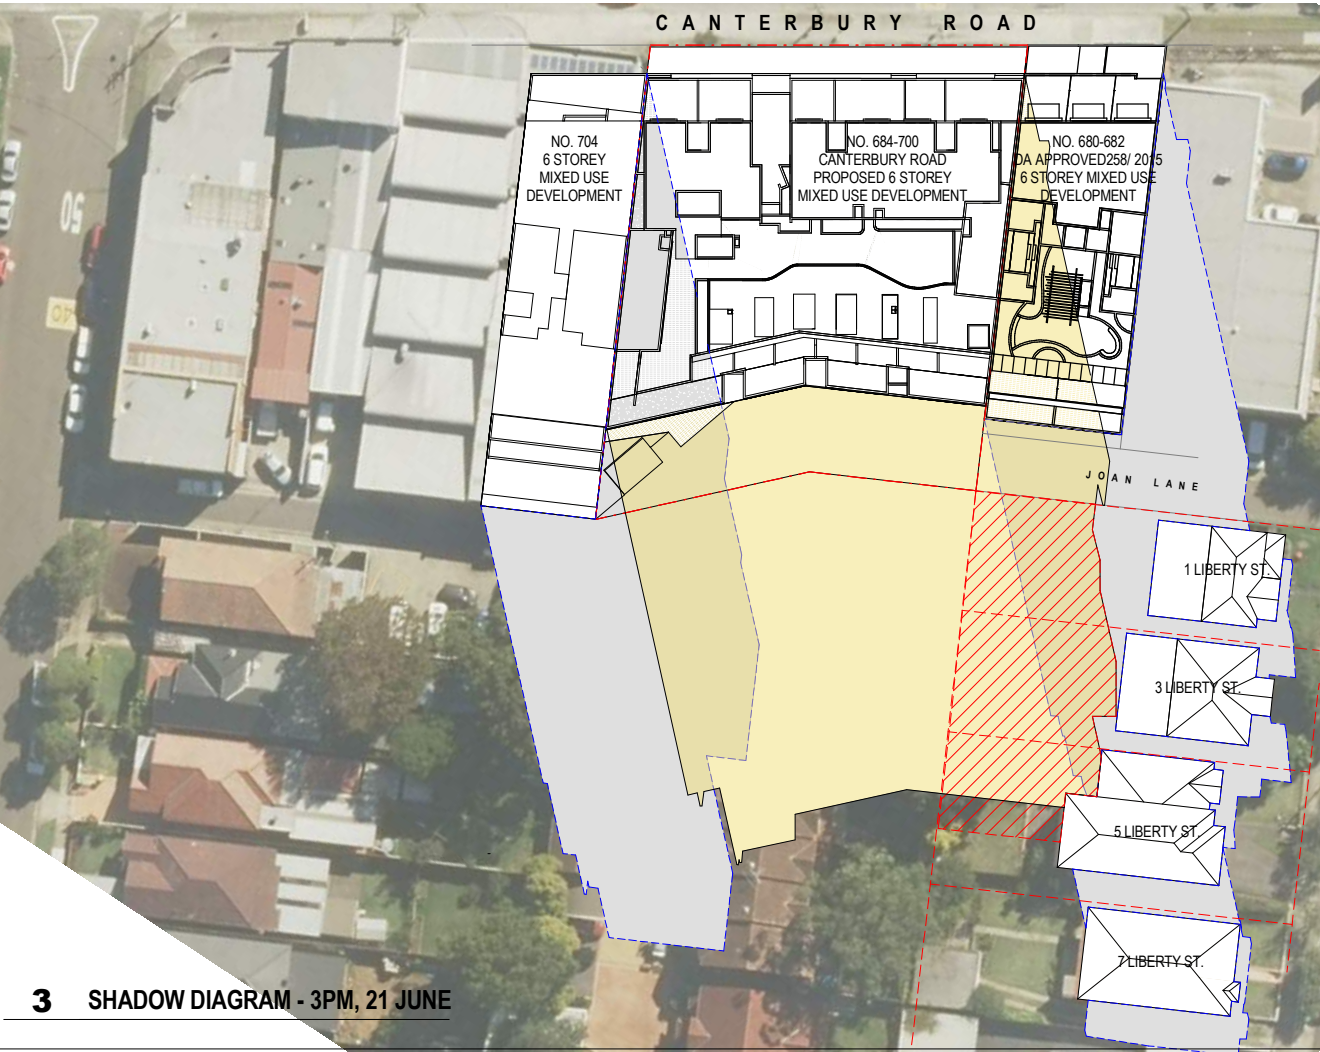 CANTERBURY ROAD
NO. 704
6 STOREY
MIXED USE
DEVELOPMENT
NO. 684-700
CANTERBURY ROAD
PROPOSED 6 STOREY
MIXED USE DEVELOPMENT
NO. 680-682
DA APPROVED258/ 2015
6 STOREY MIXED USE
DEVELOPMENT
50
40
JOAN LANE
1 LIBERTY ST.
3 LIBERTY ST.
5 LIBERTY ST.
7 LIBERTY ST.
3 SHADOW DIAGRAM - 3PM, 21 JUNE